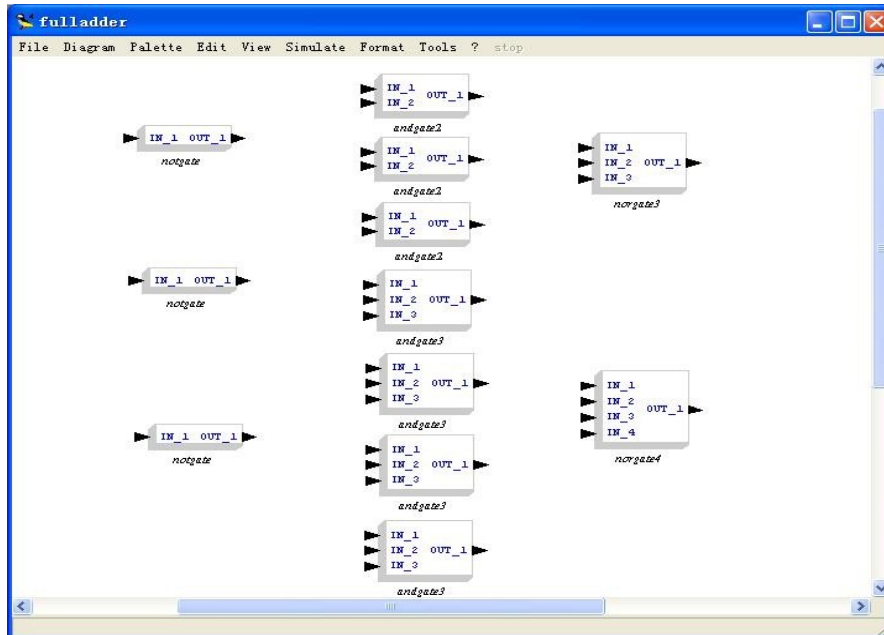 fulladder
File Diagram Palette Edit View Simulate Format Tools ? stop
IN_1 OUT_1
notgate
IN_1 OUT_1
notgate
IN_1 OUT_1
notgate
IN_1
IN_2 OUT_1
andgate2
IN_1
IN_2 OUT_1
andgate2
IN_1
IN_2 OUT_1
andgate2
IN_1
IN_2 OUT_1
IN_3
andgate3
IN_1
IN_2 OUT_1
IN_3
andgate3
IN_1
IN_2 OUT_1
IN_3
andgate3
IN_1
IN_2 OUT_1
IN_3
andgate3
IN_1
IN_2 OUT_1
IN_3
norgate3
IN_1
IN_2
IN_3 OUT_1
IN_4
norgate4